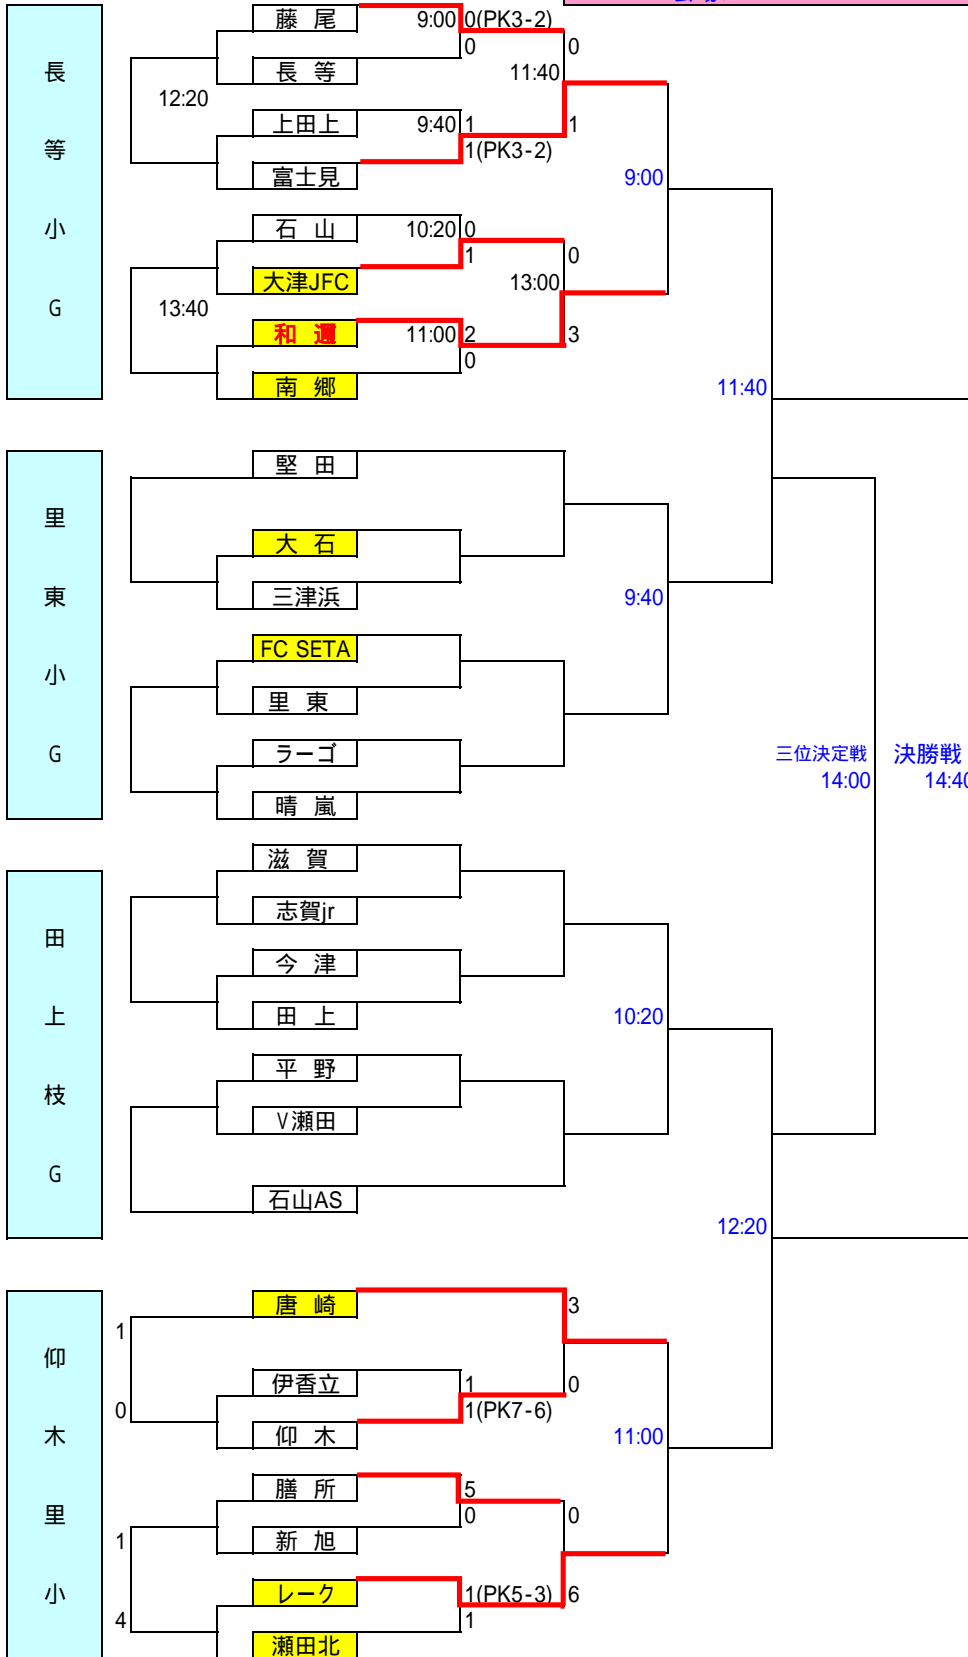 長等小G
藤 尾
9:00
0(PK3-2)
0
長 等
0
11:40
12:20
上田上
9:40
1
1
1(PK3-2)
富士見
9:00
石 山
10:20
0
1
0
大津JFC
13:00
13:40
和 邇
11:00
2
3
0
南 郷
11:40
里東小G
堅 田
大 石
三津浜
9:40
FC SETA
里 東
ラーゴ
晴 嵐
三位決定戦
14:00
決勝戦
14:40
田上枝G
滋 賀
志賀jr
今 津
田 上
10:20
平 野
V瀬田
石山AS
12:20
仰木里小
唐 崎
3
1
伊香立
1
0
0
1(PK7-6)
仰 木
11:00
膳 所
5
0
0
新 旭
1
レーク
1(PK5-3)
6
4
1
瀬田北